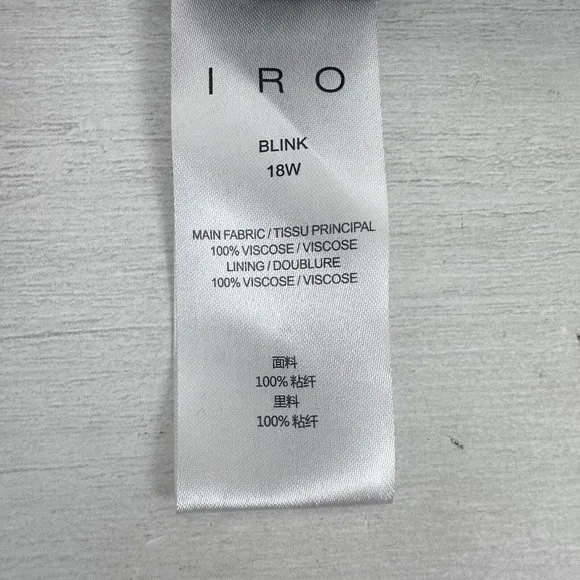 IRO
BLINK
18W
MAIN FABRIC / TISSU PRINCIPAL
100% VISCOSE / VISCOSE
LINING / DOUBLURE
100% VISCOSE / VISCOSE
面料
100% 粘纤
里料
100% 粘纤